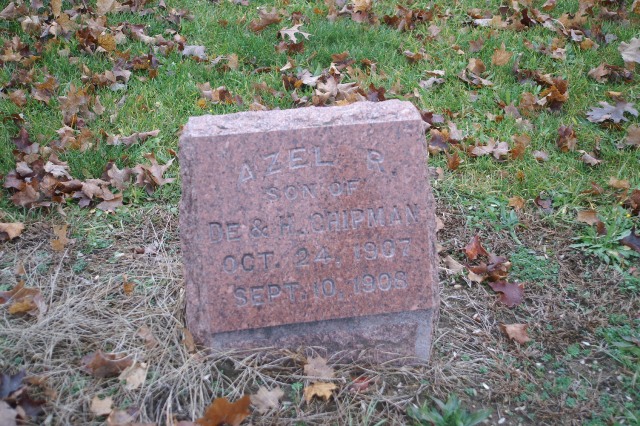 AZEL R.
SON OF
DE & H. CHIPMAN
OCT. 24, 1907
SEPT. 10, 1908